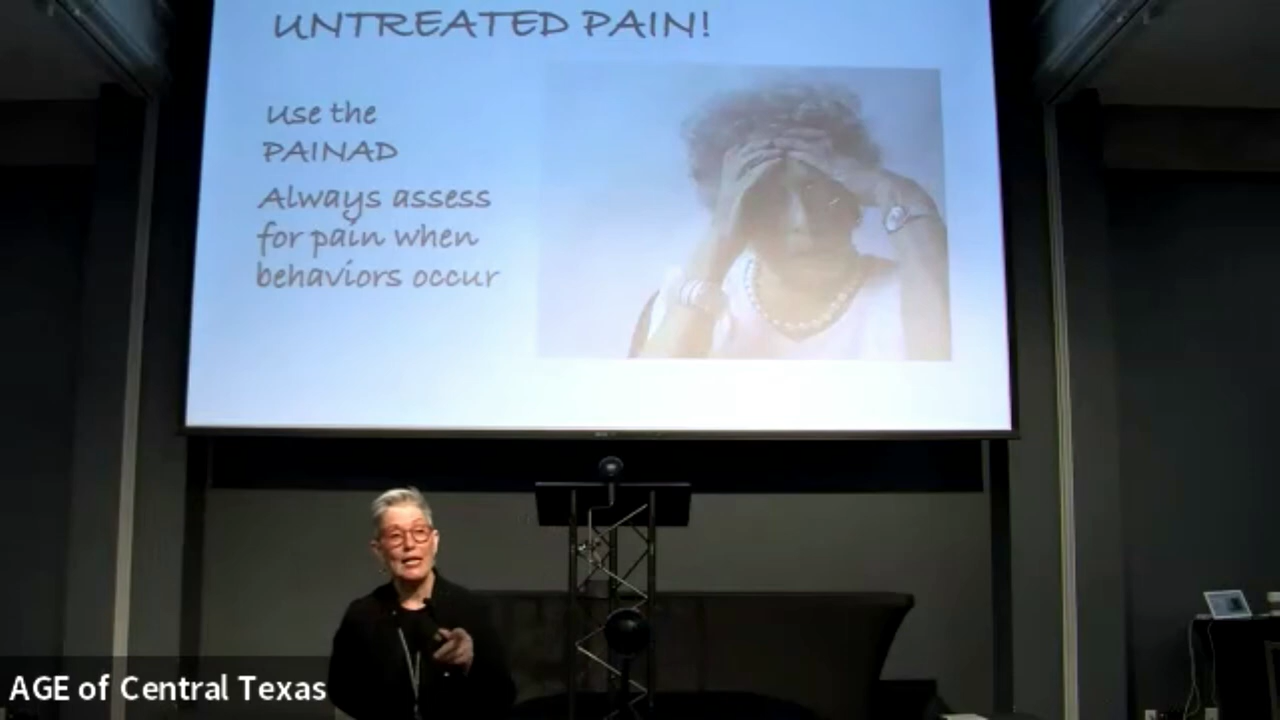 UNTREATED PAIN!
Use the
PAINAD
Always assess
for pain when
behaviors occur
AGE of Central Texas